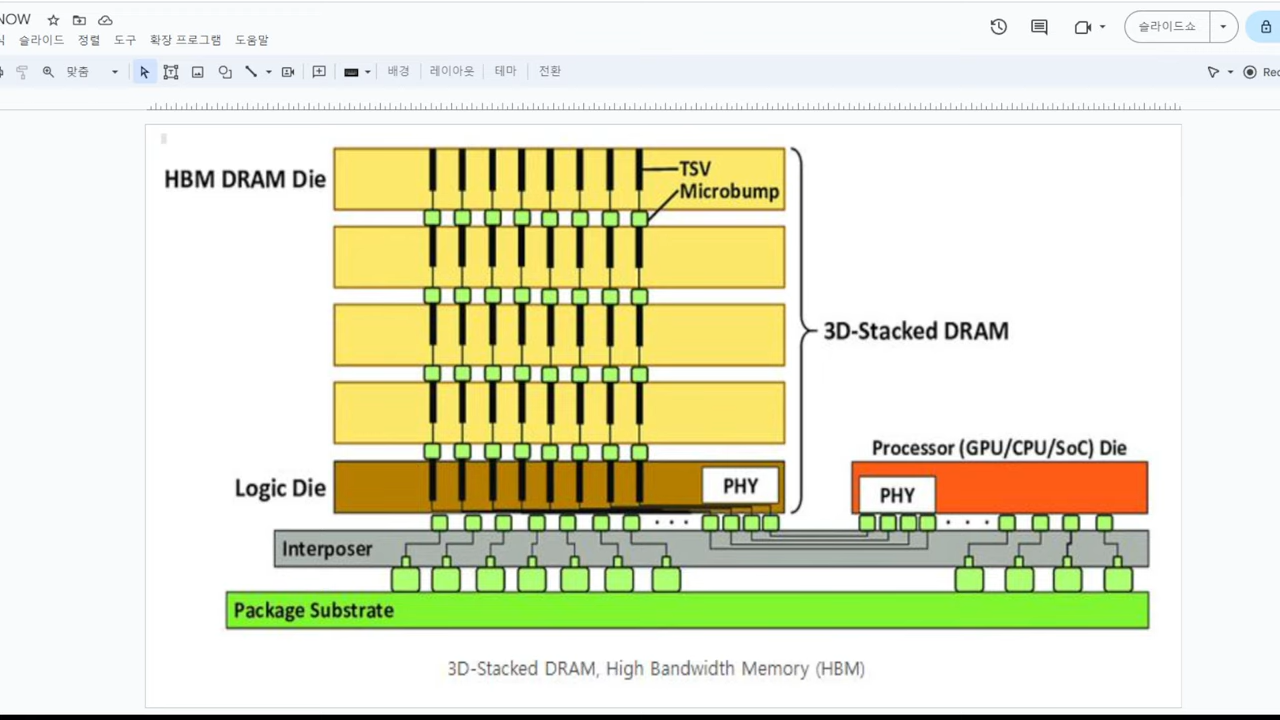 NOW
슬라이드 정렬 도구 확장 프로그램 도움말
슬라이드쇼
맞춤 배경 레이아웃 테마 전환
Rec
HBM DRAM Die
TSV
Microbump
3D-Stacked DRAM
Processor (GPU/CPU/SoC) Die
Logic Die
PHY
PHY
Interposer
Package Substrate
3D-Stacked DRAM, High Bandwidth Memory (HBM)